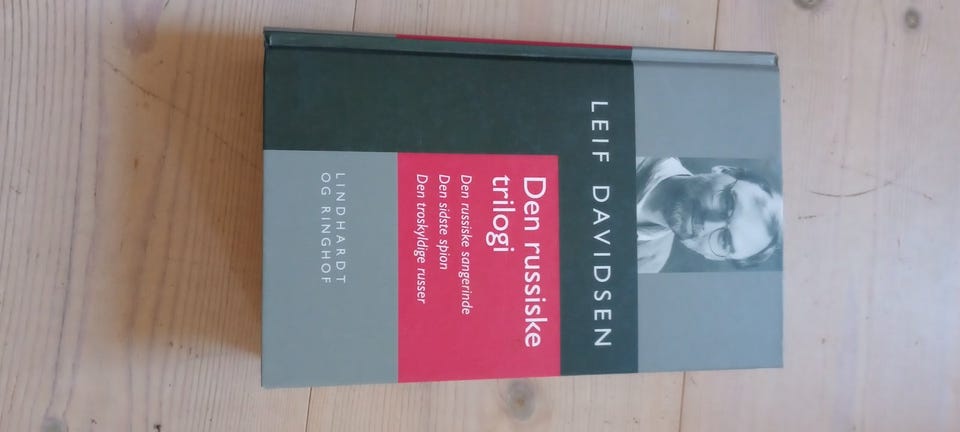 LEIF DAVIDSEN
Den russiske
trilogi
Den russiske sangerinde
Den sidste spion
Den troskyldige russer
LINDHARDT
OG RINGHOF